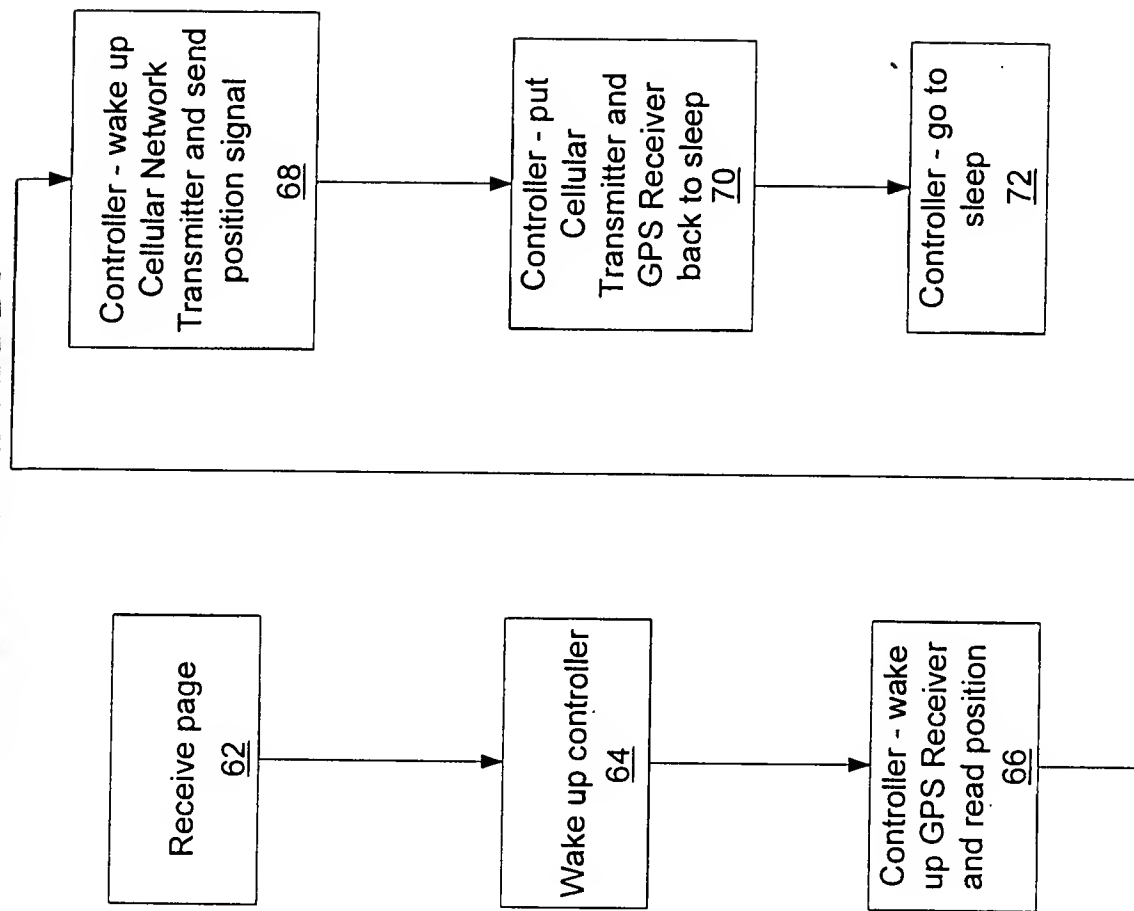 Receive page
62
Wake up controller
64
Controller - wake
up GPS Receiver
and read position
66
Controller - wake up
Cellular Network
Transmitter and send
position signal
68
Controller - put
Cellular
Transmitter and
GPS Receiver
back to sleep
70
Controller - go to
sleep
72